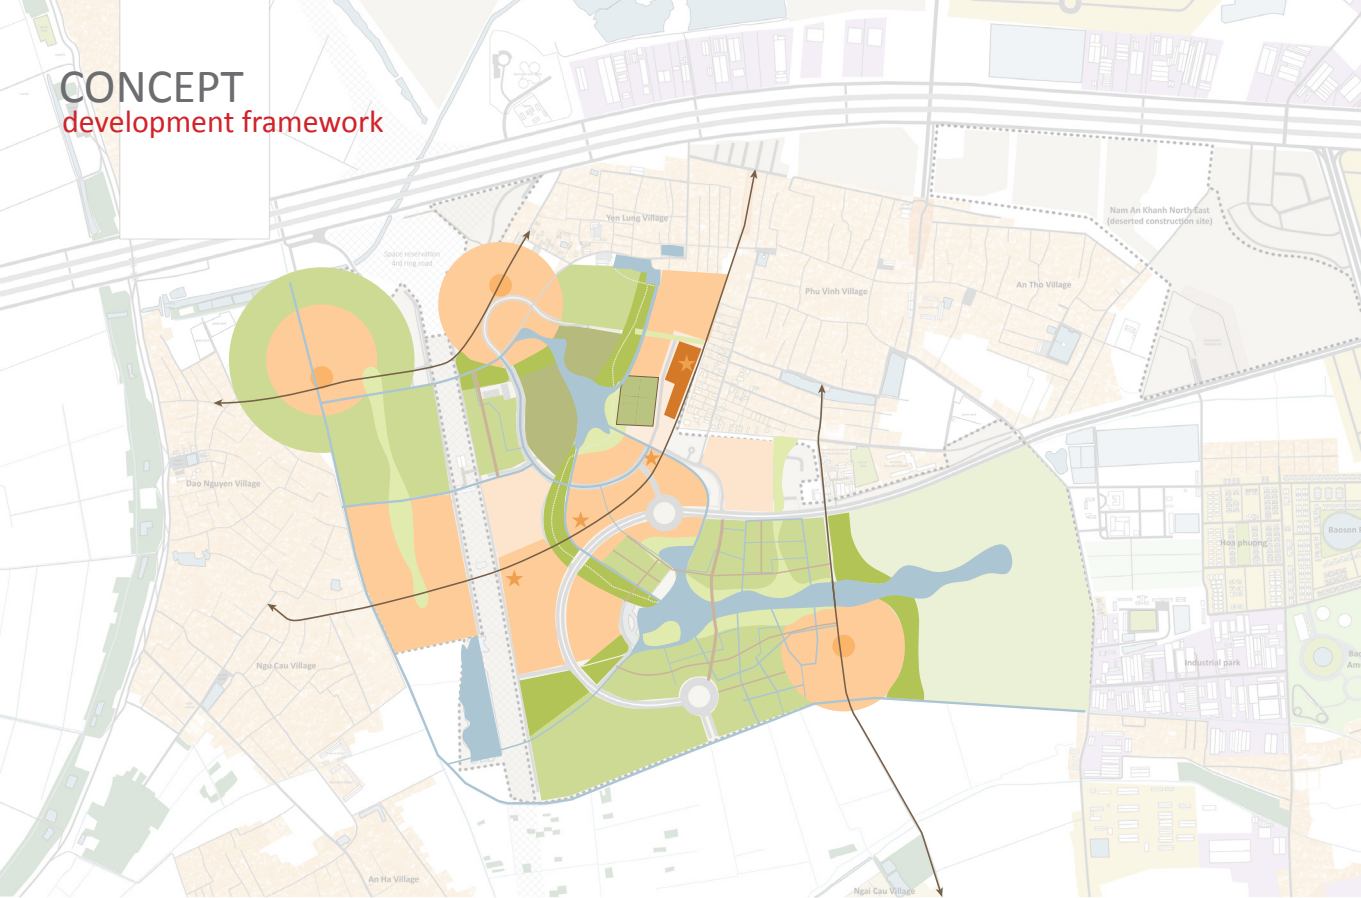 CONCEPT
development framework
Yen Lung Village
Nam An Khanh North East
(deserted construction site)
Space reservation
4rd ring road
Phu Vinh Village
An Tho Village
Dao Nguyen Village
Hoa phuong
Baoson
Ngo Cau Village
Industrial park
An Ha Village
Ngai Cau Village